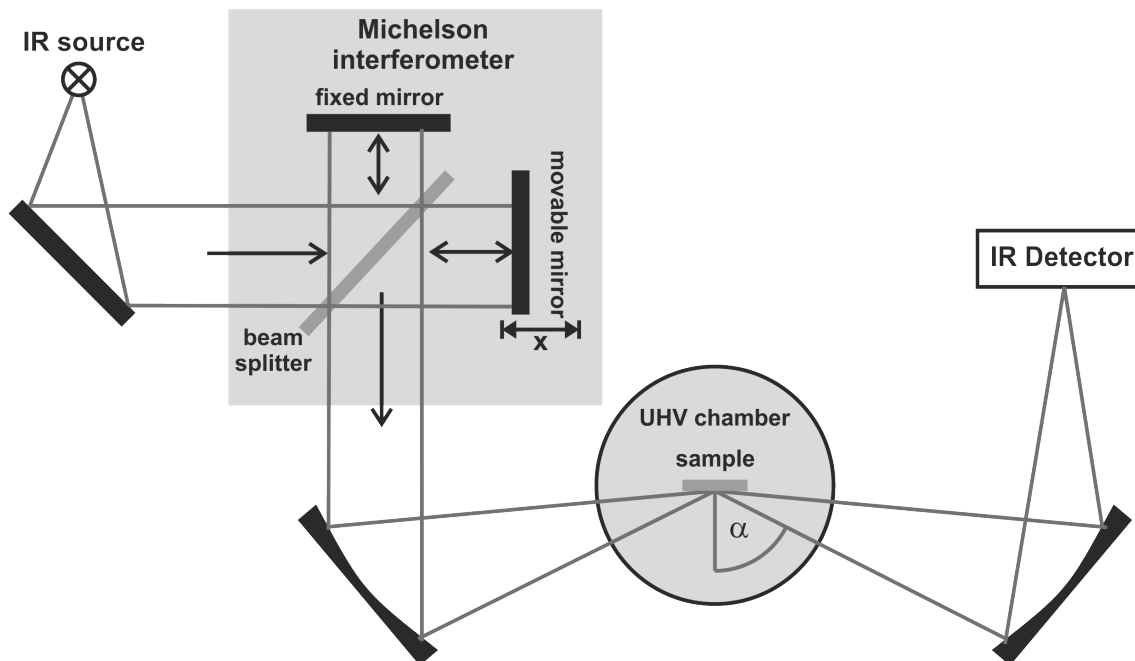 IR source
Michelson
interferometer
fixed mirror
movable mirror
x
beam
splitter
IR Detector
UHV chamber
sample
α